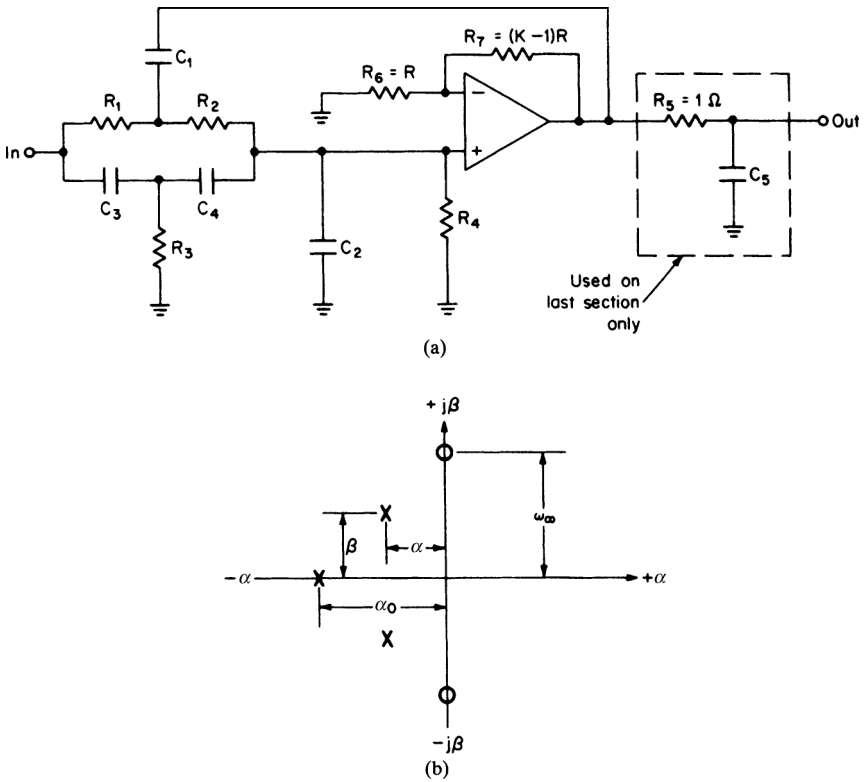 R7 = (K -1)R
C1
R6 = R
R5 = 1 Ω
R1
R2
−
In
+
Out
C3
C4
C5
R4
R3
C2
Used on
last section
only
(a)
+ jβ
ω∞
β
α
−α
+α
α0
−jβ
(b)